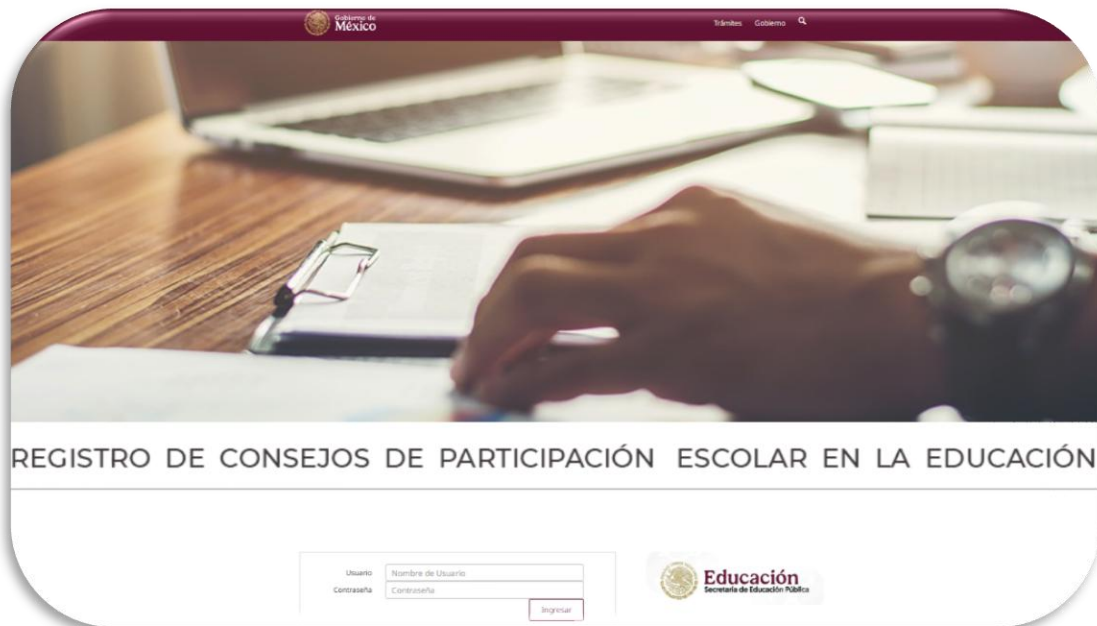 Gobierno de
México
Trámites Gobierno
REGISTRO DE CONSEJOS DE PARTICIPACIÓN ESCOLAR EN LA EDUCACIÓN
Usuario Nombre de Usuario
Contraseña Contraseña
Ingresar
Educación
Secretaría de Educación Pública